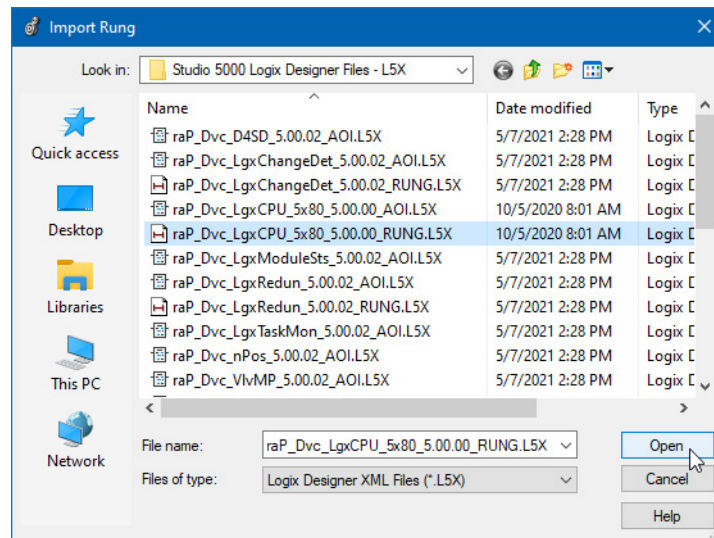 Import Rung
Look in: Studio 5000 Logix Designer Files - L5X
Name Date modified Type
raP_Dvc_D4SD_5.00.02_AOI.L5X 5/7/2021 2:28 PM Logix D
raP_Dvc_LgxChangeDet_5.00.02_AOI.L5X 5/7/2021 2:28 PM Logix D
raP_Dvc_LgxChangeDet_5.00.02_RUNG.L5X 5/7/2021 2:28 PM Logix D
raP_Dvc_LgxCPU_5x80_5.00.00_AOI.L5X 10/5/2020 8:01 AM Logix D
raP_Dvc_LgxCPU_5x80_5.00.00_RUNG.L5X 10/5/2020 8:01 AM Logix D
raP_Dvc_LgxModuleSts_5.00.02_AOI.L5X 5/7/2021 2:28 PM Logix D
raP_Dvc_LgxRedun_5.00.02_AOI.L5X 5/7/2021 2:28 PM Logix D
raP_Dvc_LgxRedun_5.00.02_RUNG.L5X 5/7/2021 2:28 PM Logix D
raP_Dvc_LgxTaskMon_5.00.02_AOI.L5X 5/7/2021 2:28 PM Logix D
raP_Dvc_nPos_5.00.02_AOI.L5X 5/7/2021 2:28 PM Logix D
raP_Dvc_VlvMP_5.00.02_AOI.L5X 5/7/2021 2:28 PM Logix D
Quick access
Desktop
Libraries
This PC
Network
File name: raP_Dvc_LgxCPU_5x80_5.00.00_RUNG.L5X Open
Files of type: Logix Designer XML Files (*.L5X) Cancel
Help